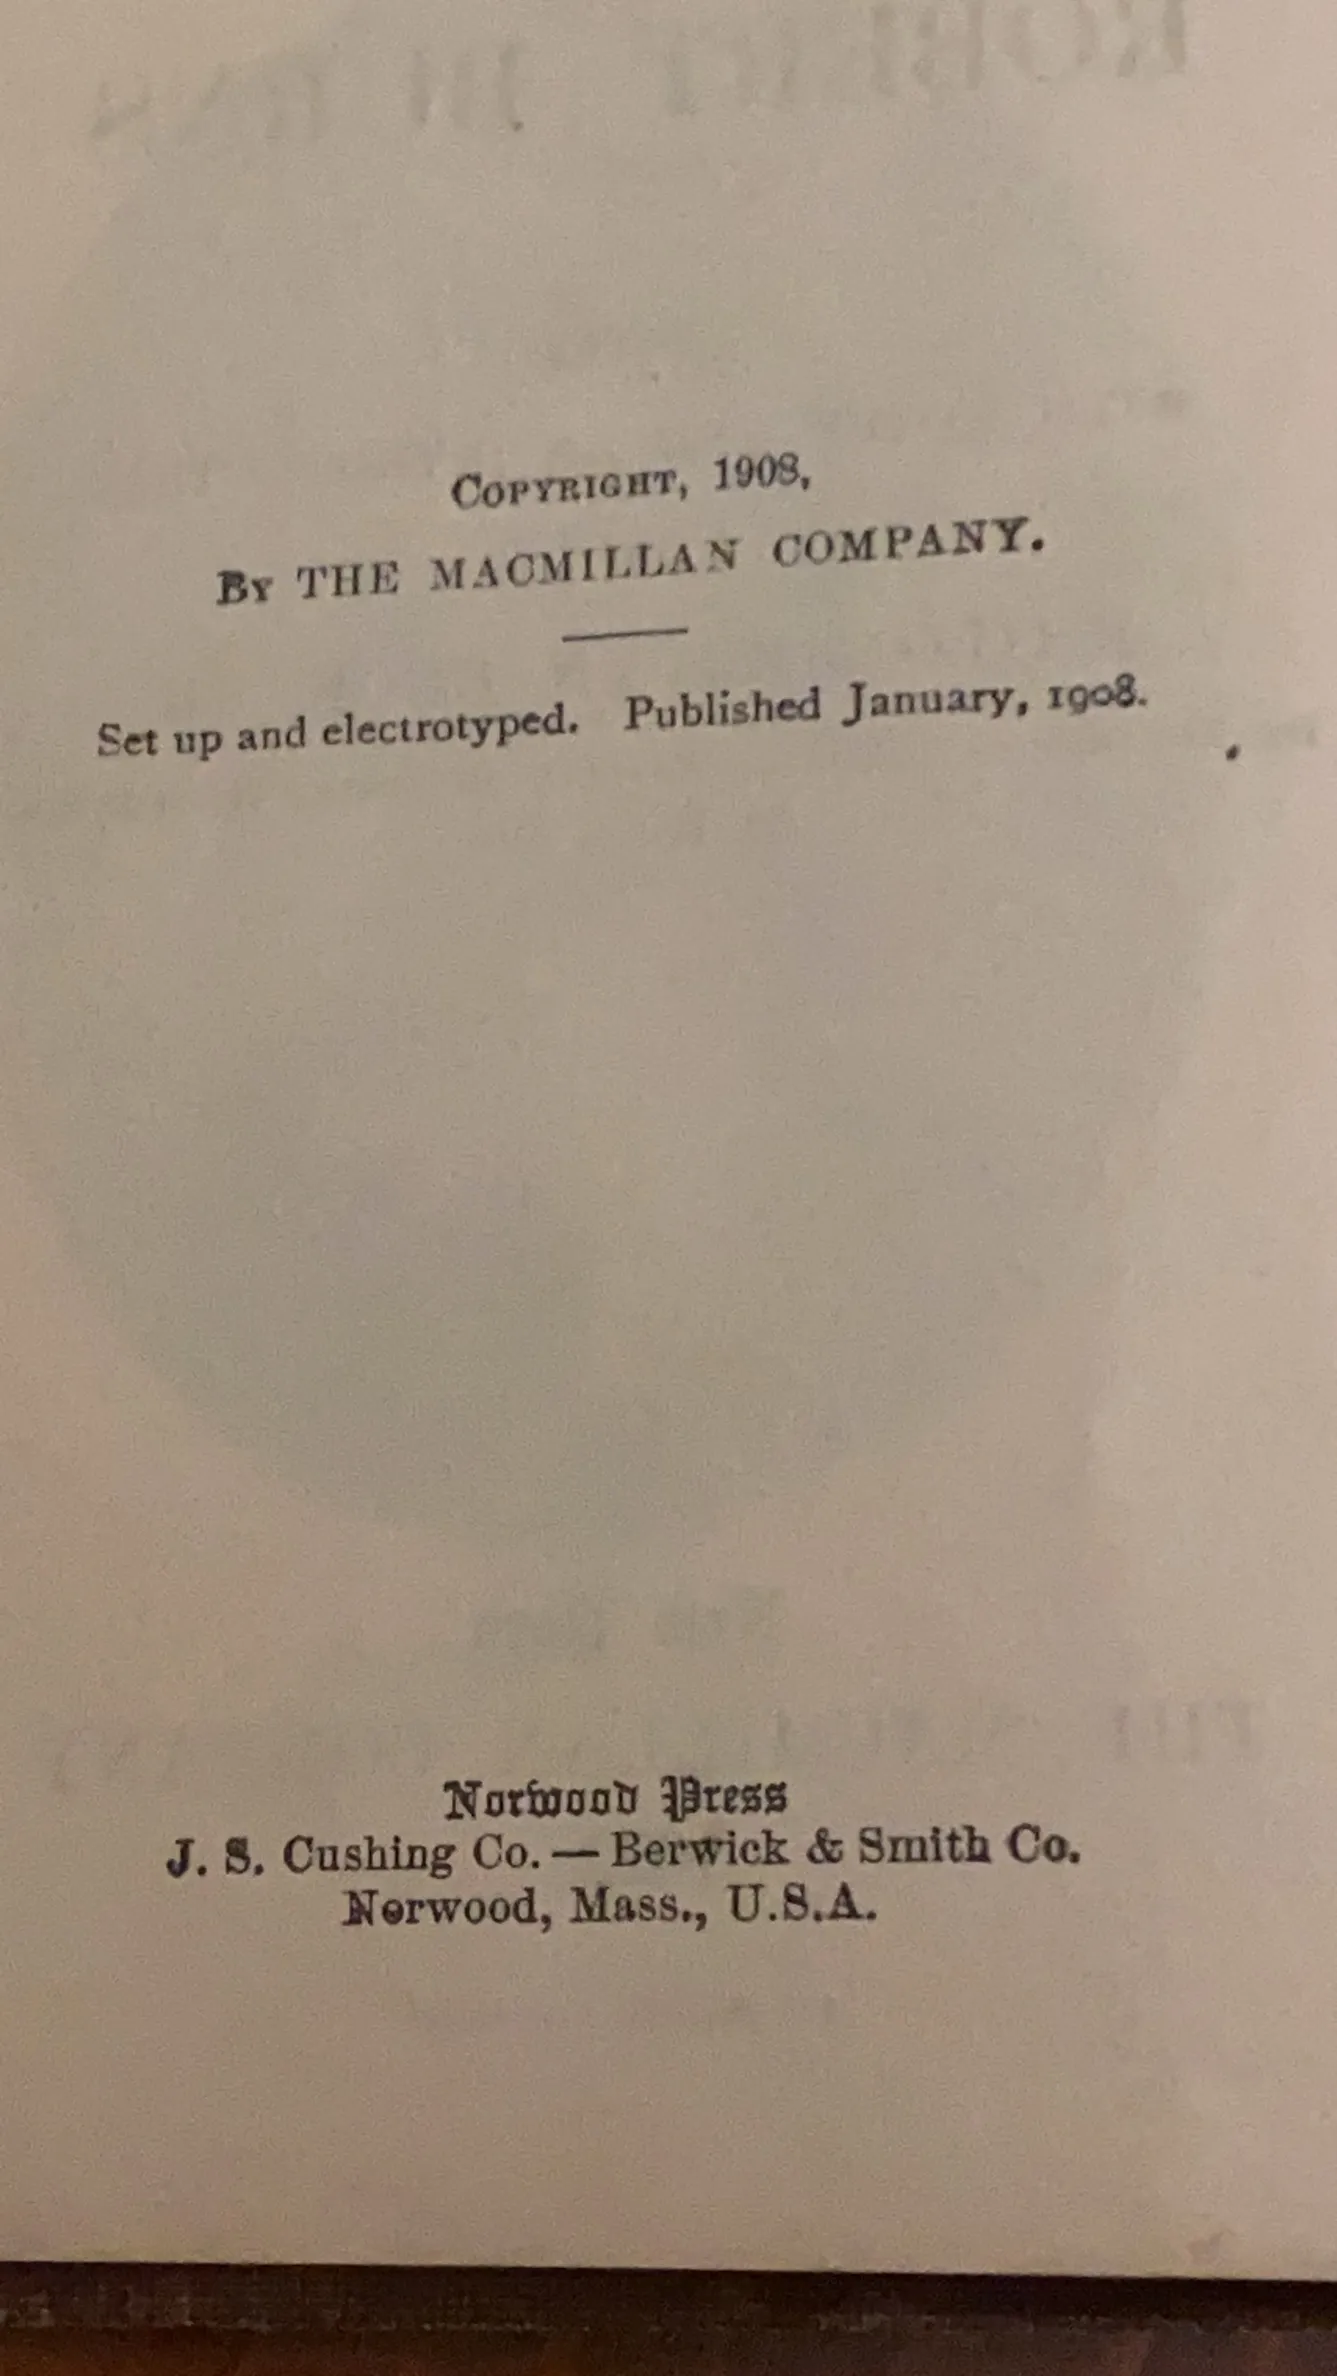 COPYRIGHT, 1908,
BY THE MACMILLAN COMPANY.
Set up and electrotyped. Published January, 1908.
Norwood Press
J. S. Cushing Co. — Berwick & Smith Co.
Norwood, Mass., U.S.A.